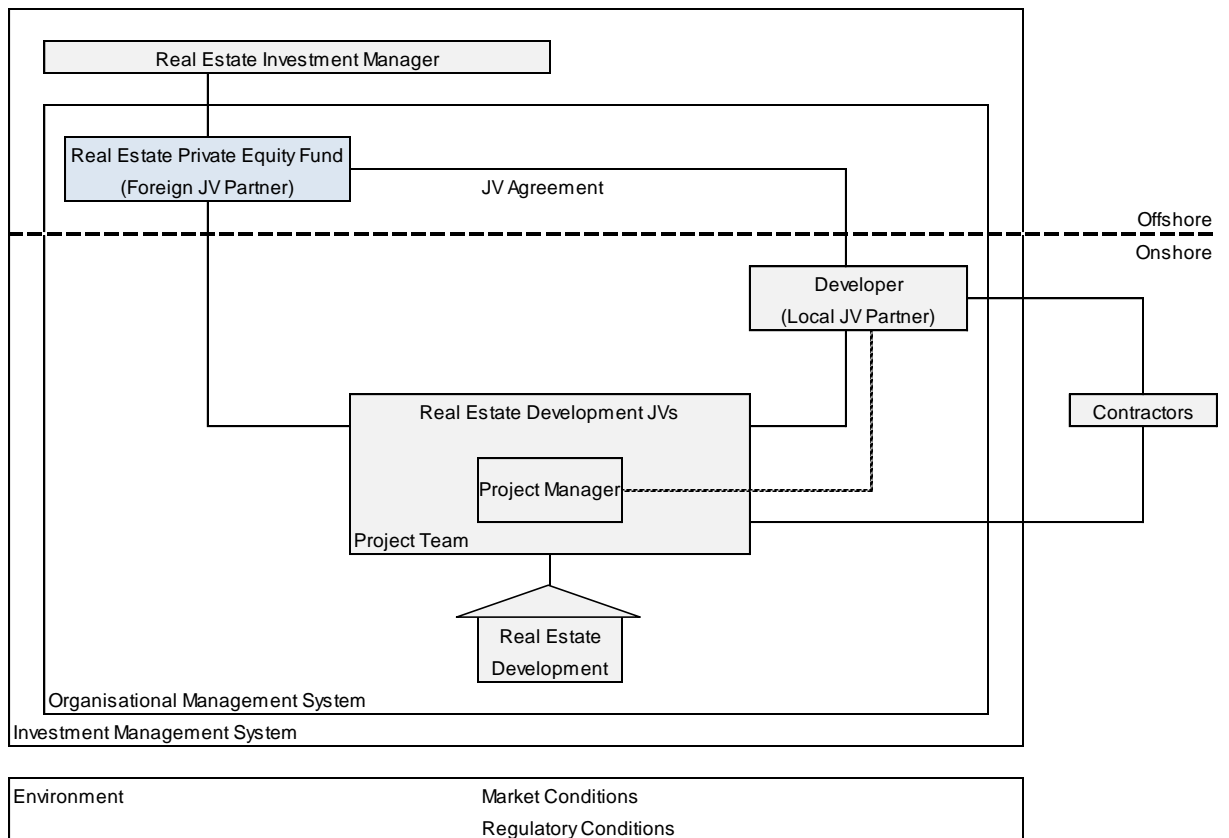 Real Estate Investment Manager
Real Estate Private Equity Fund
(Foreign JV Partner)
JV Agreement
Offshore
Onshore
Developer
(Local JV Partner)
Real Estate Development JVs
Contractors
Project Manager
Project Team
Real Estate
Development
Organisational Management System
Investment Management System
Environment
Market Conditions
Regulatory Conditions